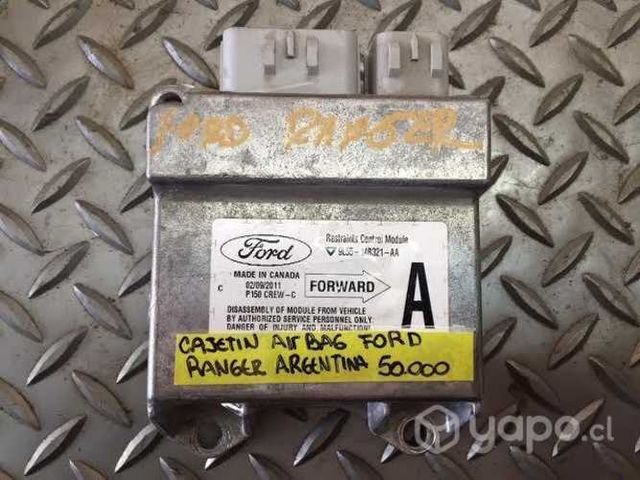 FORD RANGER
Ford
Restraints Control Module
MADE IN CANADA
02/09/2011
C
P150 CREW-C
FORWARD
A
DISASSEMBLY OF MODULE FROM VEHICLE
BY AUTHORIZED SERVICE PERSONNEL ONLY.
DANGER OF INJURY AND MALFUNCTION
CAJETIN AIR BAG FORD
RANGER ARGENTINA 50.000
yapo.cl